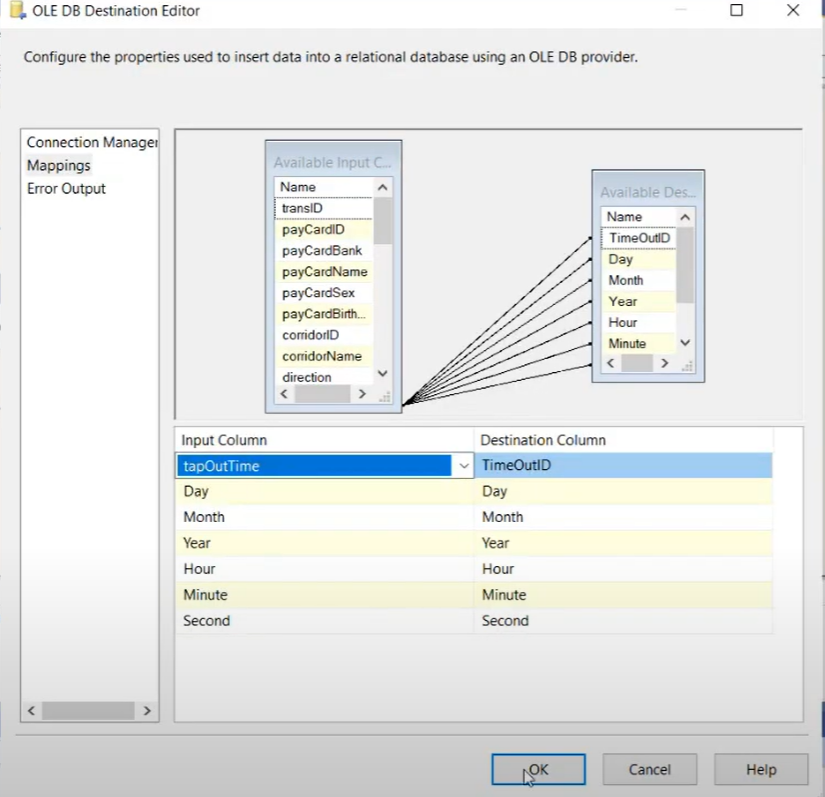 OLE DB Destination Editor
Configure the properties used to insert data into a relational database using an OLE DB provider.
Connection Manager
Mappings
Error Output
Available Input C...
Name
transID
payCardID
payCardBank
payCardName
payCardSex
payCardBirth...
corridorID
corridorName
direction
Available Des...
Name
TimeOutID
Day
Month
Year
Hour
Minute
Input Column Destination Column
tapOutTime TimeOutID
Day Day
Month Month
Year Year
Hour Hour
Minute Minute
Second Second
OK Cancel Help